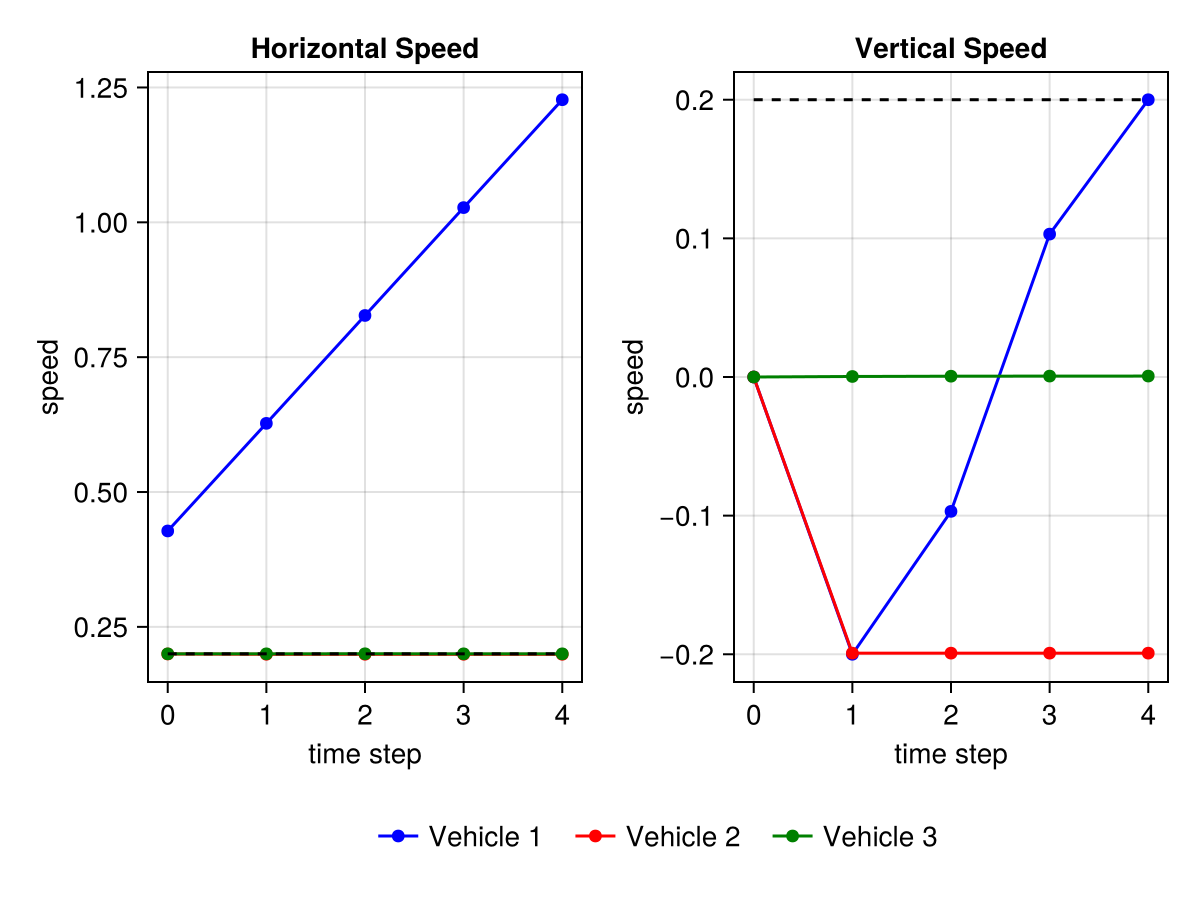 Horizontal Speed
Vertical Speed
1.25
1.00
0.75
0.50
0.25
speed
0 1 2 3 4
time step
0.2
0.1
0.0
−0.1
−0.2
speed
0 1 2 3 4
time step
Vehicle 1 Vehicle 2 Vehicle 3